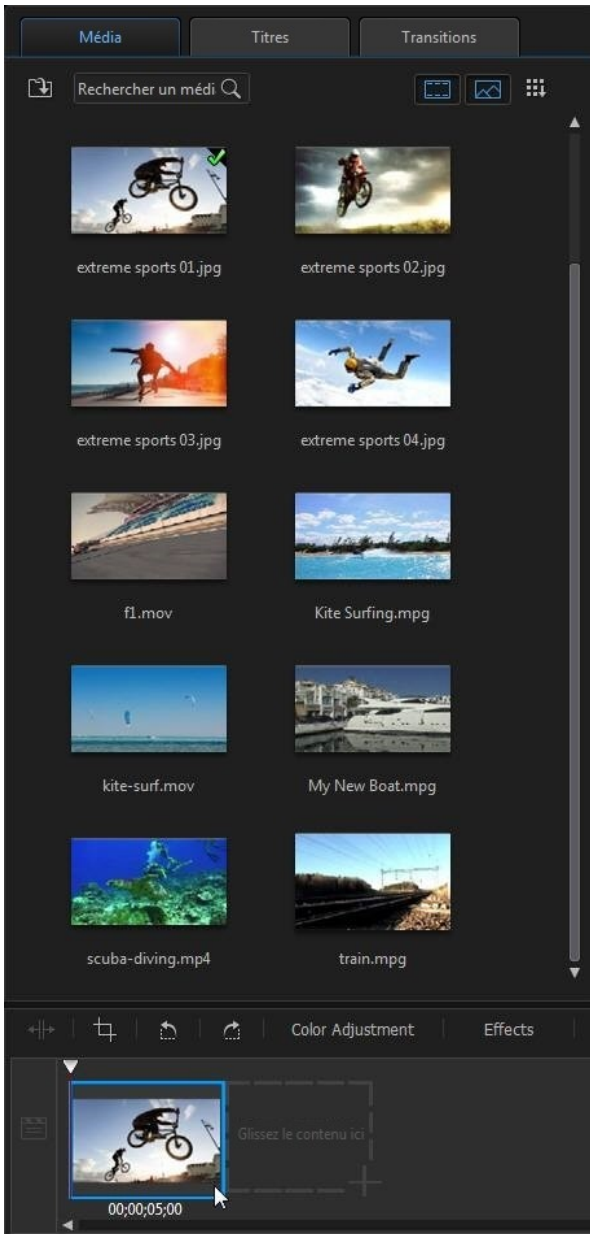 Média Titres Transitions
Rechercher un médi
extreme sports 01.jpg extreme sports 02.jpg
extreme sports 03.jpg extreme sports 04.jpg
f1.mov Kite Surfing.mpg
kite-surf.mov My New Boat.mpg
scuba-diving.mp4 train.mpg
Color Adjustment Effects
Glissez le contenu ici
00;00;05;00